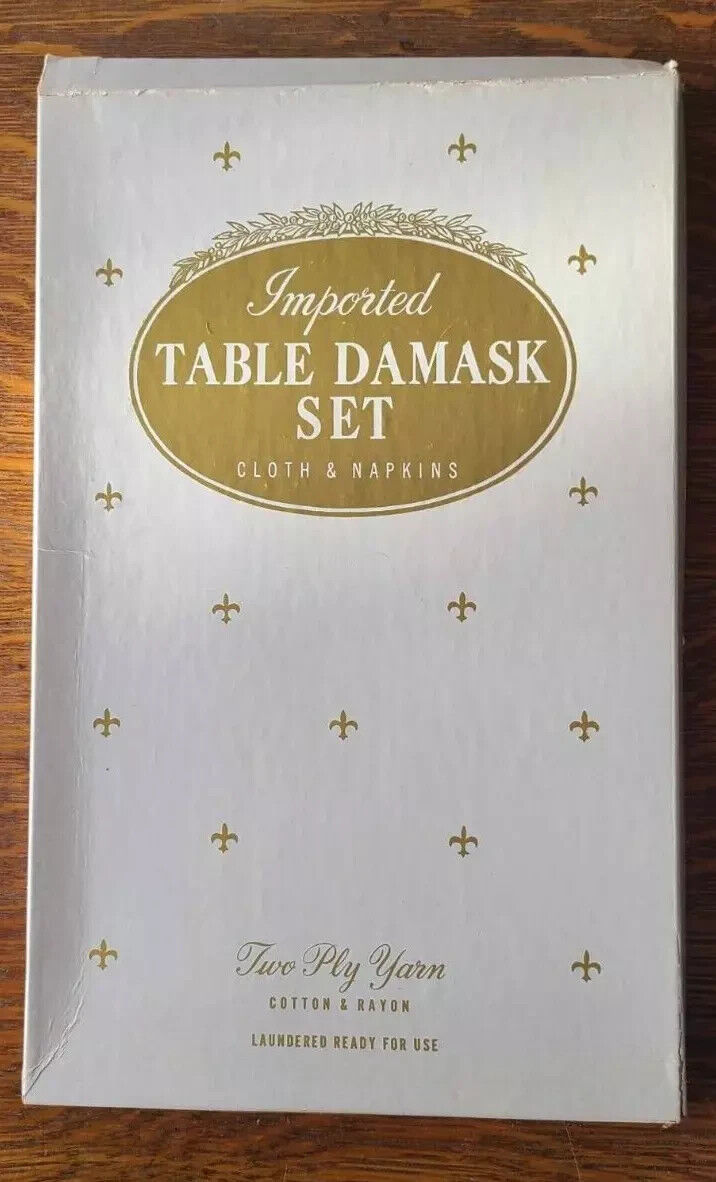 Imported
TABLE DAMASK
SET
CLOTH & NAPKINS
Two Ply Yarn
COTTON & RAYON
LAUNDERED READY FOR USE